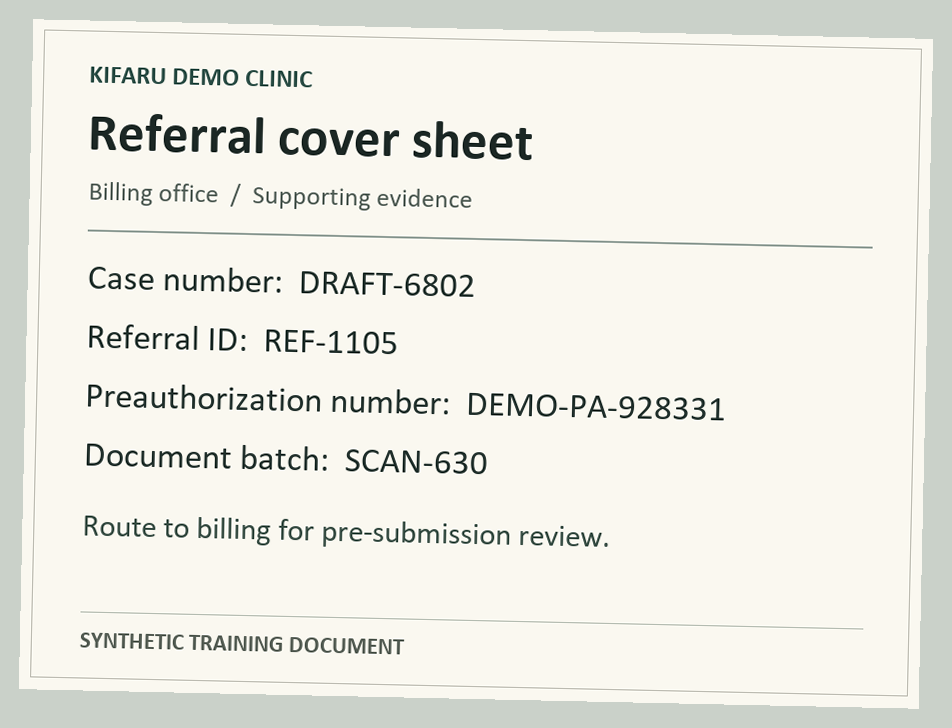 KIFARU DEMO CLINIC
Referral cover sheet
Billing office / Supporting evidence
Case number: DRAFT-6802
Referral ID: REF-1105
Preauthorization number: DEMO-PA-928331
Document batch: SCAN-630
Route to billing for pre-submission review.
SYNTHETIC TRAINING DOCUMENT